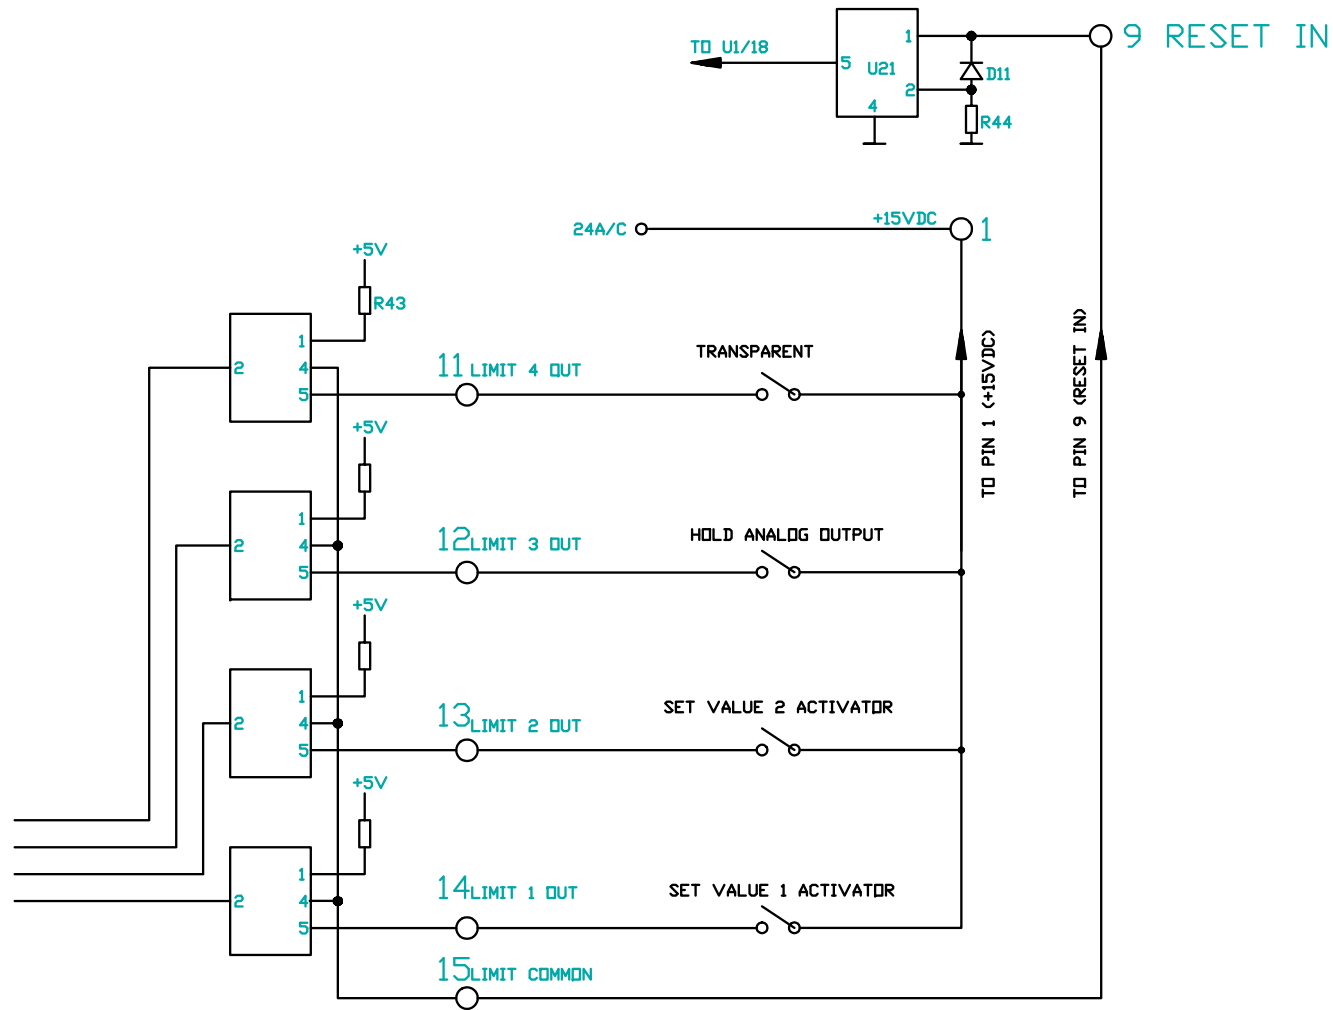 9 RESET IN
TO U1/18
1
5
U21
D11
2
4
R44
+15VDC
24A/C
1
+5V
R43
1
2
4
5
11 LIMIT 4 OUT
TRANSPARENT
TO PIN 1 (+15VDC)
TO PIN 9 (RESET IN)
+5V
1
2
4
5
12 LIMIT 3 OUT
HOLD ANALOG OUTPUT
+5V
1
2
4
5
13 LIMIT 2 OUT
SET VALUE 2 ACTIVATOR
+5V
1
2
4
5
14 LIMIT 1 OUT
SET VALUE 1 ACTIVATOR
15 LIMIT COMMON